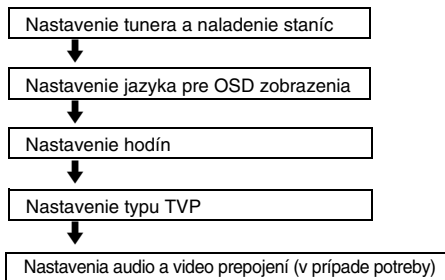 Nastavenie tunera a naladenie staníc
Nastavenie jazyka pre OSD zobrazenia
Nastavenie hodín
Nastavenie typu TVP
Nastavenia audio a video prepojení (v prípade potreby)